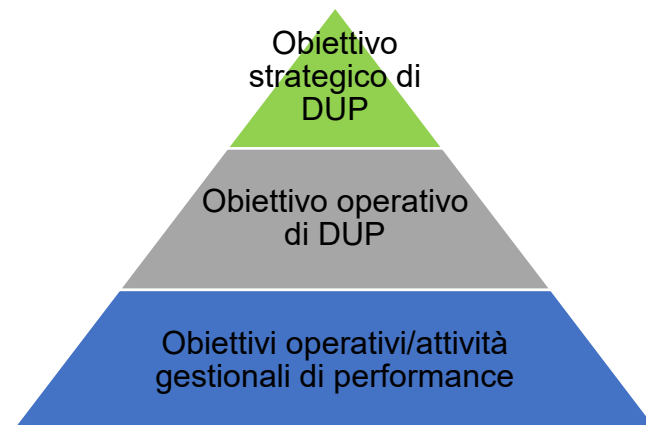 Obiettivo
strategico di
DUP
Obiettivo operativo
di DUP
Obiettivi operativi/attività
gestionali di performance